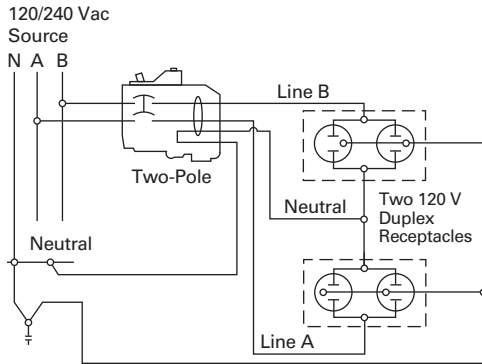 120/240 Vac
Source
N A B
Line B
Two-Pole
Neutral
Two 120 V
Duplex
Receptacles
Neutral
Line A